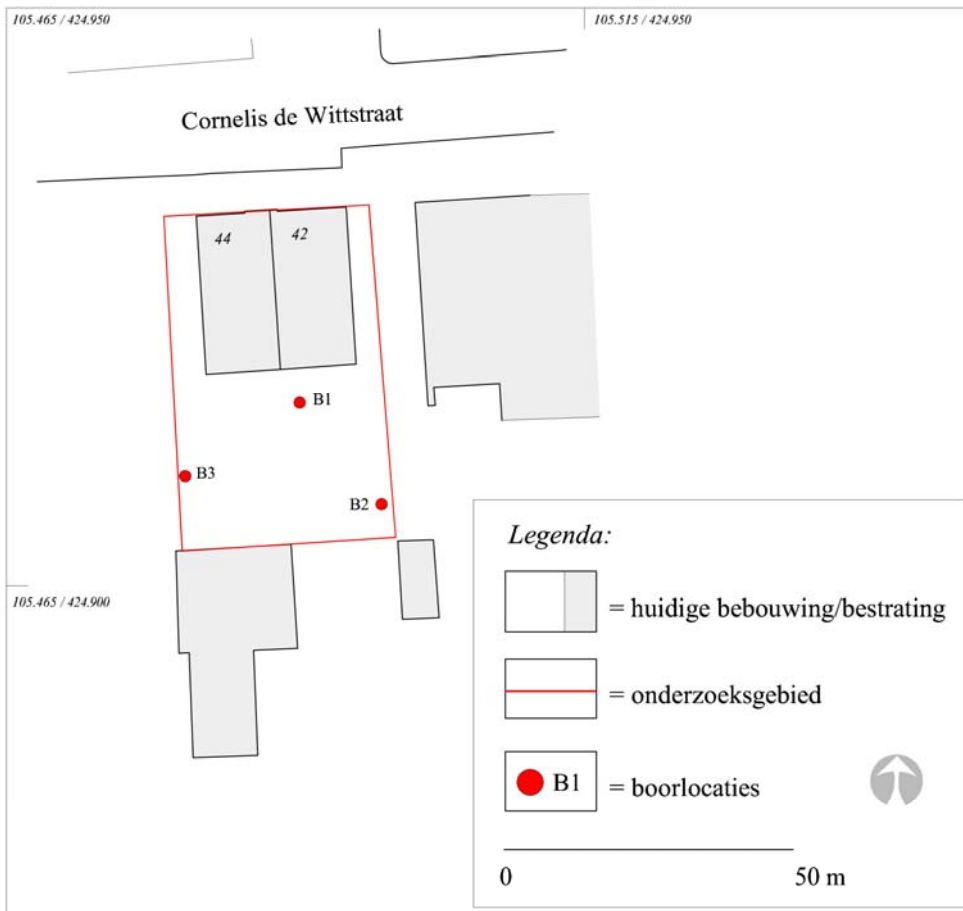 105.465 / 424.950
105.515 / 424.950
Cornelis de Wittstraat
44
42
B1
B3
B2
105.465 / 424.900
Legenda:
= huidige bebouwing/bestrating
= onderzoeksgebied
B1 = boorlocaties
0 50 m